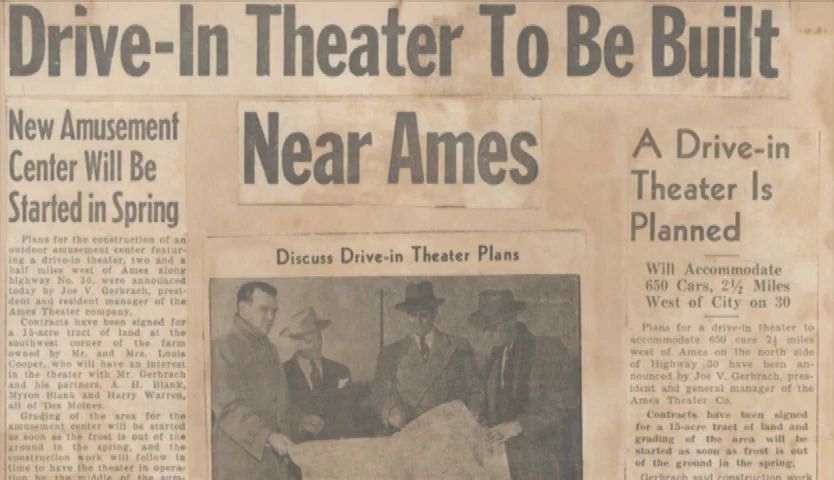 Drive-In Theater To Be Built
Near Ames
New Amusement
Center Will Be
Started in Spring
Plans for the construction of an
outdoor amusement center featur-
ing a drive-in theater, two and a
half miles west of Ames along
highway No. 30, were announced
today by Joe V. Gerbrach, presi-
dent and resident manager of the
Ames Theater company.
Contracts have been signed for
a 15-acre tract of land at the
southwest corner of the farm
owned by Mr. and Mrs. Louis
Cooper, who will have an interest
in the theater with Mr. Gerbrach
and his partners, A. H. Blank,
Myron Blank and Harry Warren,
all of Des Moines.
Grading of the area for the
amusement center will be started
as soon as the frost is out of the
ground in the spring, and the
construction work will follow in
time to have the theater in opera-
tion by the middle of the sum-
Discuss Drive-in Theater Plans
A Drive-in
Theater Is
Planned
Will Accommodate
650 Cars, 2½ Miles
West of City on 30
Plans for a drive-in theater to
accommodate 650 cars 2½ miles
west of Ames on the north side
of Highway 30 have been an-
nounced by Joe V. Gerbrach, pres-
ident and general manager of the
Ames Theater Co.
Contracts have been signed
for a 15-acre tract of land and
grading of the area will be
started as soon as frost is out
of the ground in the spring.
Gerbrach said construction work